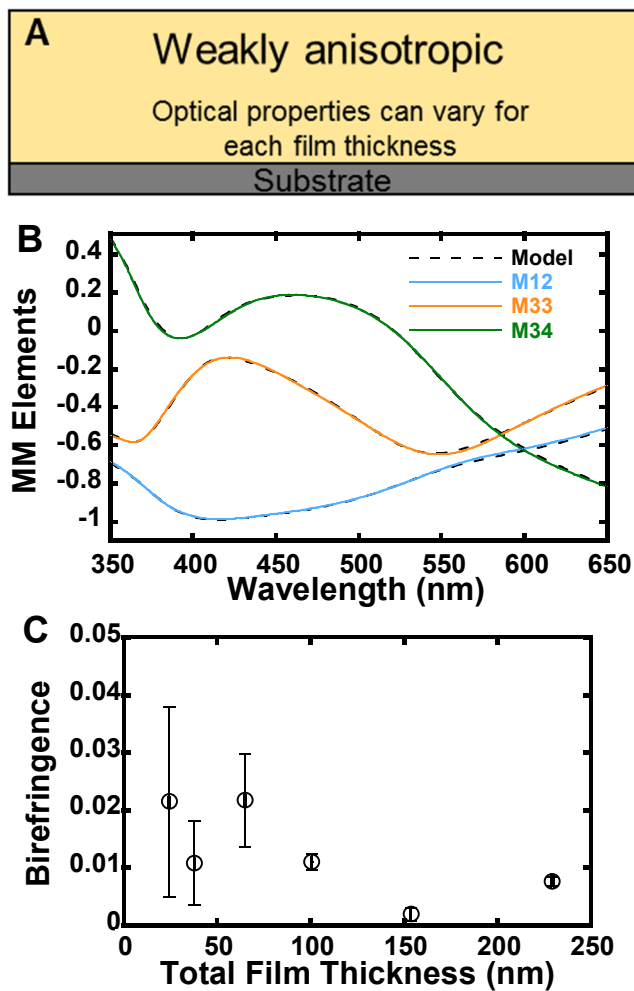 A
Weakly anisotropic
Optical properties can vary for
each film thickness
Substrate
B
0.4
0.2
0
-0.2
-0.4
-0.6
-0.8
-1
MM Elements
Model
M12
M33
M34
350 400 450 500 550 600 650
Wavelength (nm)
C
0.05
0.04
0.03
0.02
0.01
0
Birefringence
0 50 100 150 200 250
Total Film Thickness (nm)